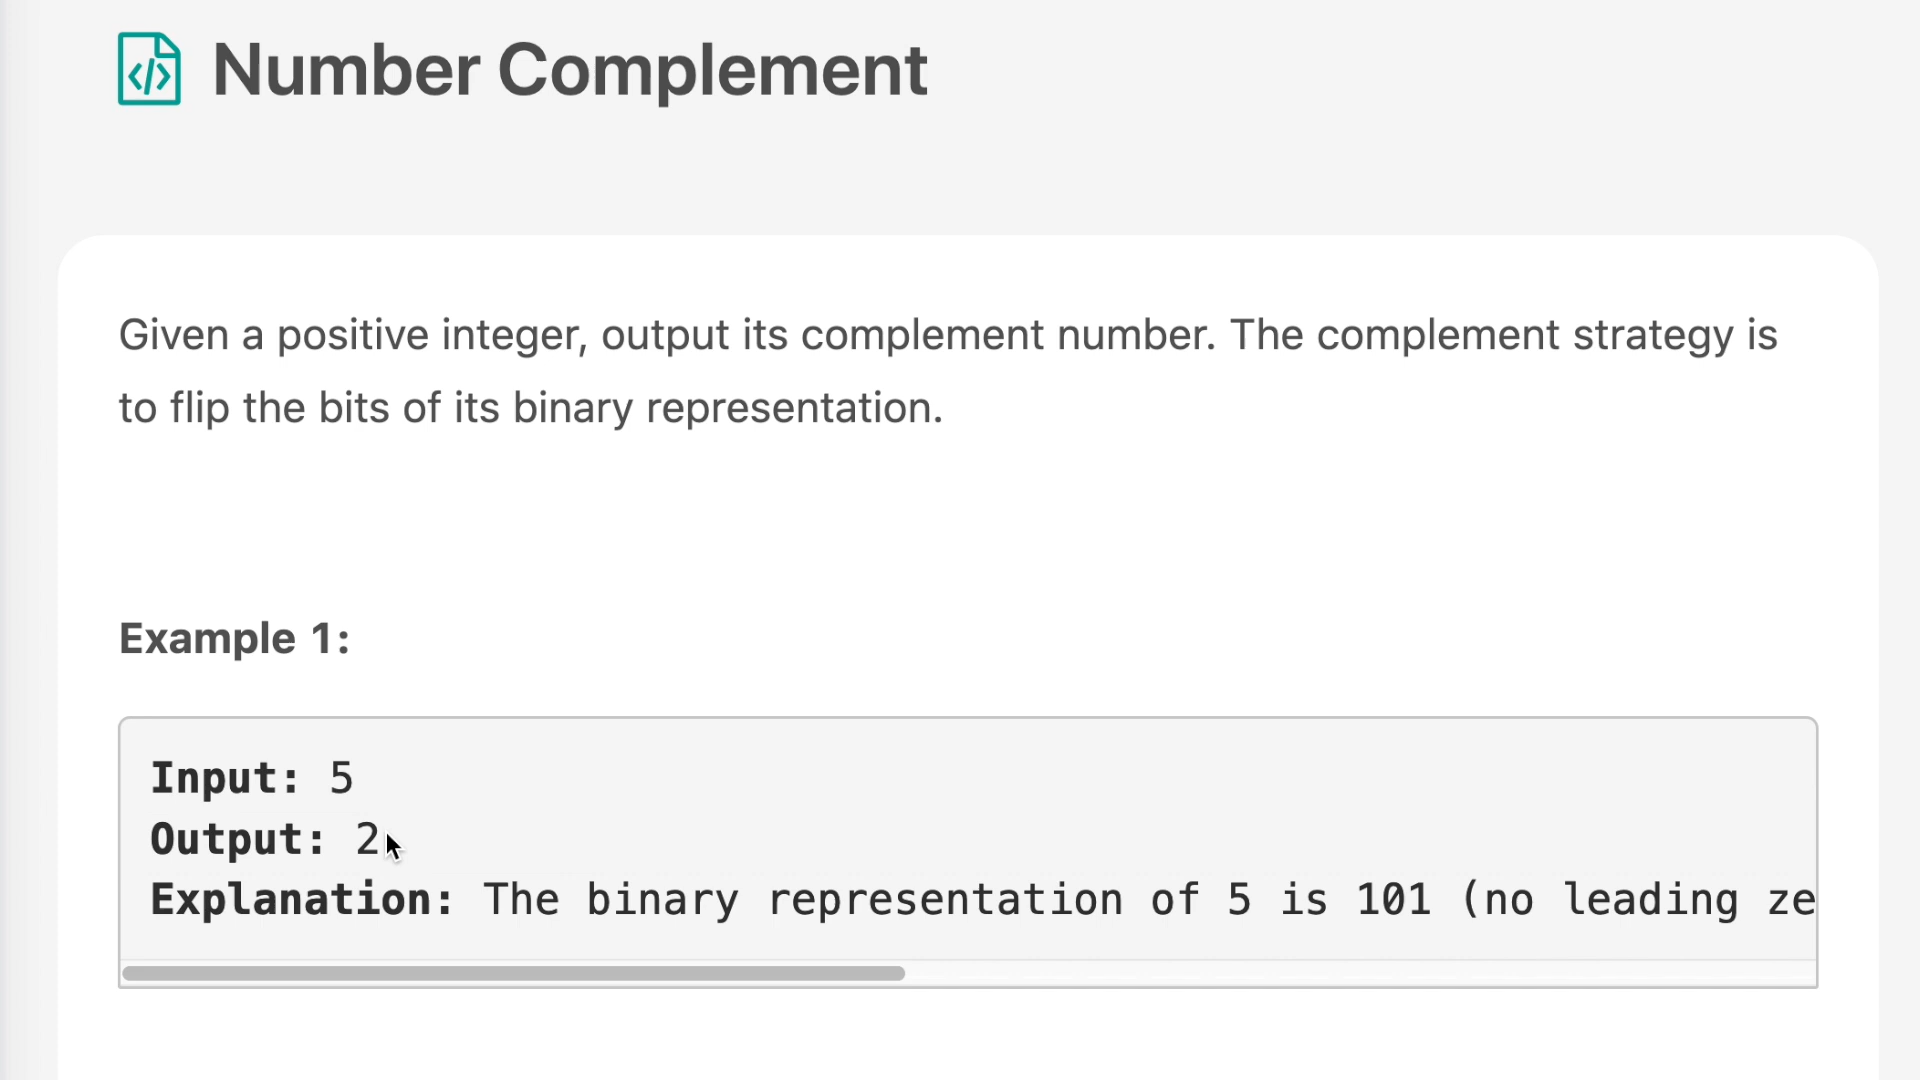 Number Complement
Given a positive integer, output its complement number. The complement strategy is
to flip the bits of its binary representation.
Example 1:
Input: 5
Output: 2
Explanation: The binary representation of 5 is 101 (no leading ze